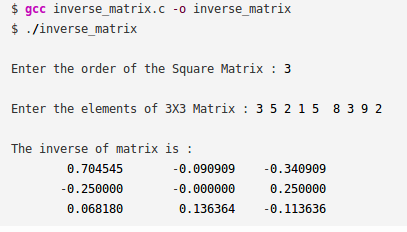 $ gcc inverse_matrix.c -o inverse_matrix
$ ./inverse_matrix
Enter the order of the Square Matrix : 3
Enter the elements of 3X3 Matrix : 3 5 2 1 5  8 3 9 2
The inverse of matrix is :
0.704545 -0.090909 -0.340909
-0.250000 -0.000000 0.250000
0.068180 0.136364 -0.113636